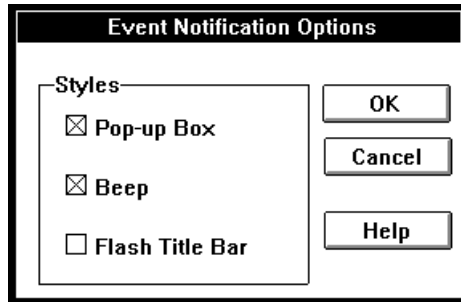 Event Notification Options
Styles
Pop-up Box
Beep
Flash Title Bar
OK
Cancel
Help